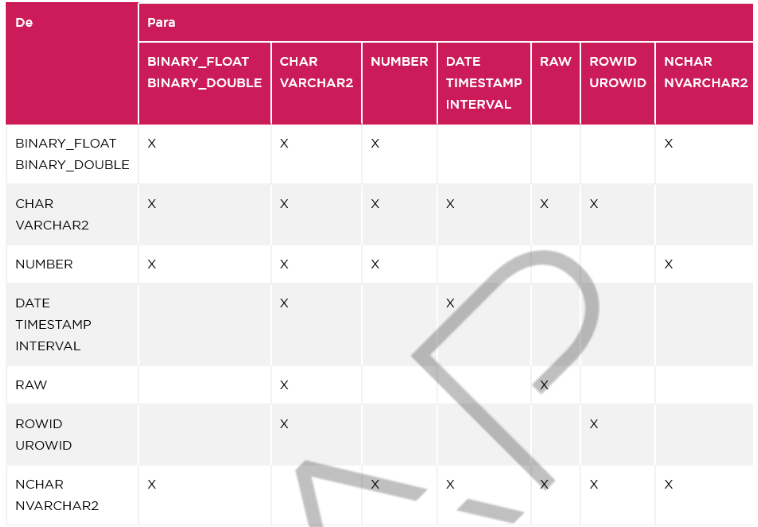 De Para
BINARY_FLOAT CHAR NUMBER DATE RAW ROWID NCHAR
BINARY_DOUBLE VARCHAR2 TIMESTAMP UROWID NVARCHAR2
INTERVAL
BINARY_FLOAT X X X X
BINARY_DOUBLE
CHAR X X X X X X
VARCHAR2
NUMBER X X X X
DATE X X
TIMESTAMP
INTERVAL
RAW X X
ROWID X X
UROWID
NCHAR X X X X X X
NVARCHAR2